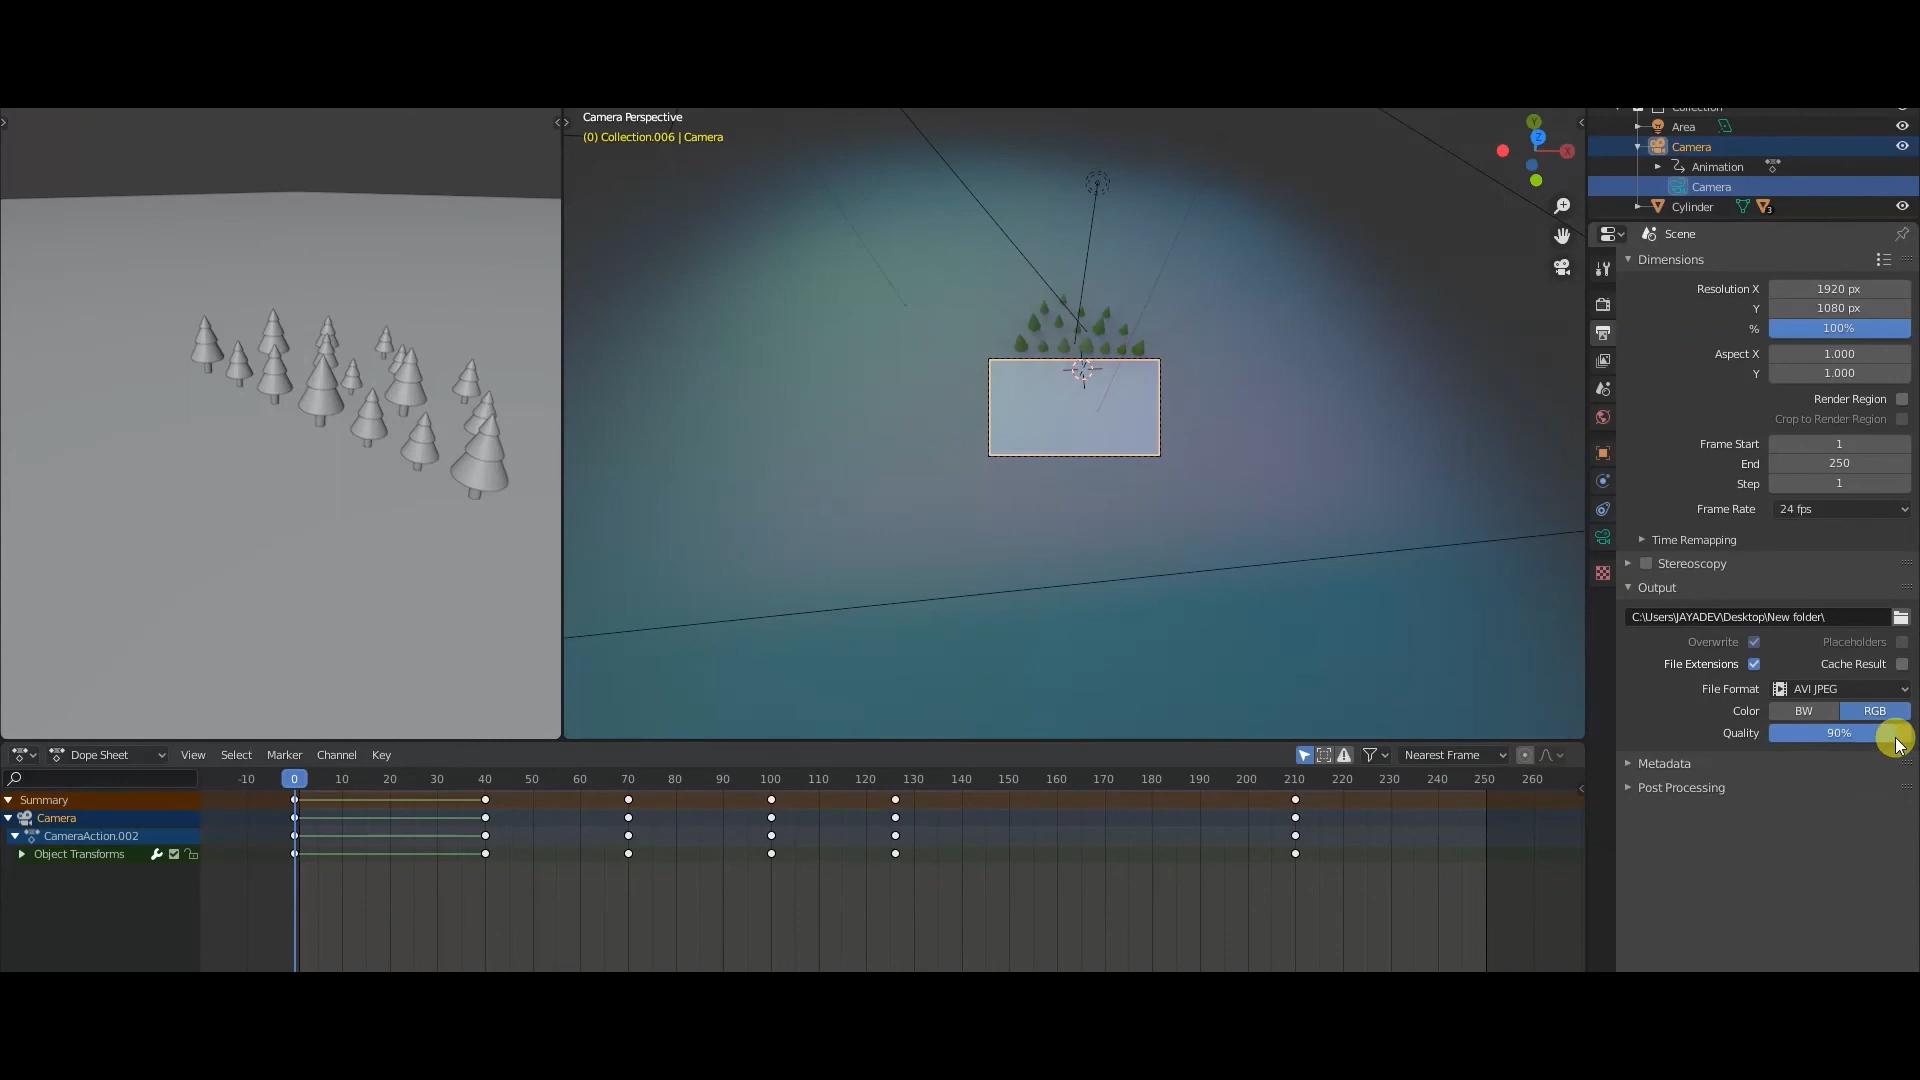 Camera Perspective
(0) Collection.006 | Camera
Y
Z
X
Collection
Area
Camera
Animation
Camera
Cylinder
3
Scene
Dimensions
Resolution X 1920 px
Y 1080 px
% 100%
Aspect X 1.000
Y 1.000
Render Region
Crop to Render Region
Frame Start 1
End 250
Step 1
Frame Rate 24 fps
Time Remapping
Stereoscopy
Output
C:\Users\JAYADEV\Desktop\New folder\
Overwrite Placeholders
File Extensions Cache Result
File Format AVI JPEG
Color BW RGB
Quality 90%
Metadata
Post Processing
Dope Sheet View Select Marker Channel Key Nearest Frame
-10 0 10 20 30 40 50 60 70 80 90 100 110 120 130 140 150 160 170 180 190 200 210 220 230 240 250 260
Summary
Camera
CameraAction.002
Object Transforms